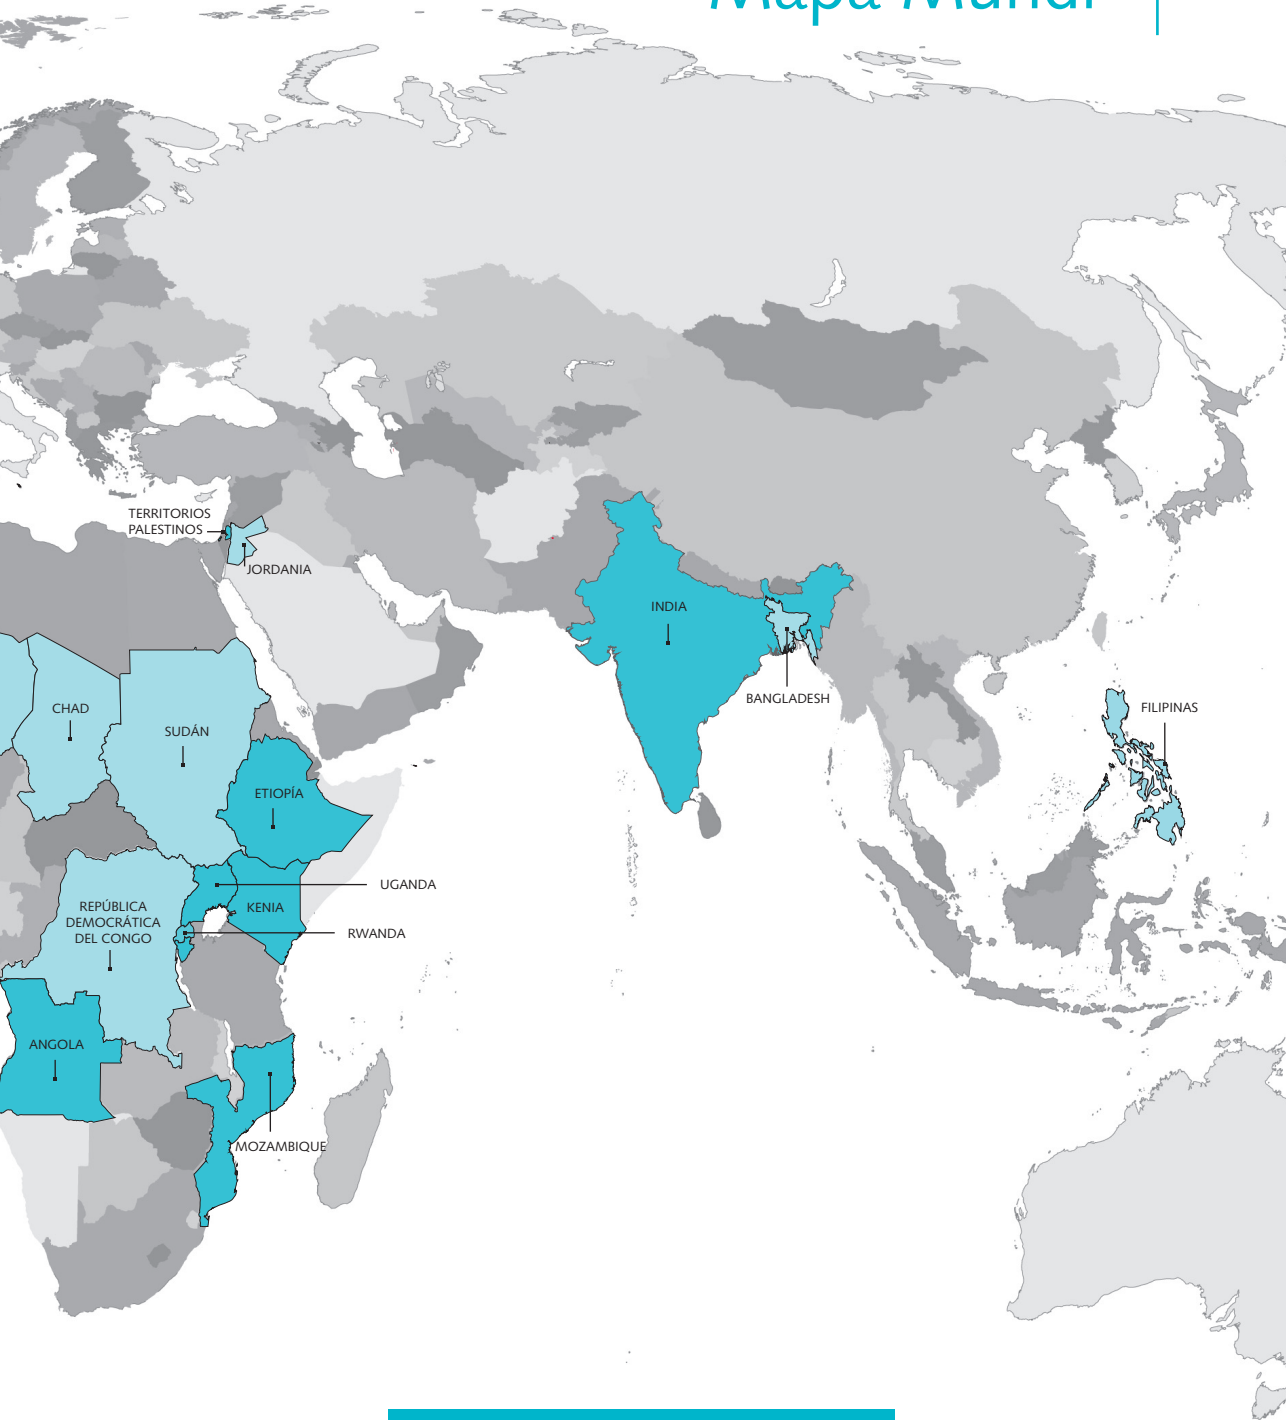 Mapa Mundi
TERRITORIOS
PALESTINOS
JORDANIA
INDIA
BANGLADESH
FILIPINAS
CHAD
SUDÁN
ETIOPÍA
UGANDA
KENIA
REPÚBLICA
DEMOCRÁTICA
DEL CONGO
RWANDA
ANGOLA
MOZAMBIQUE